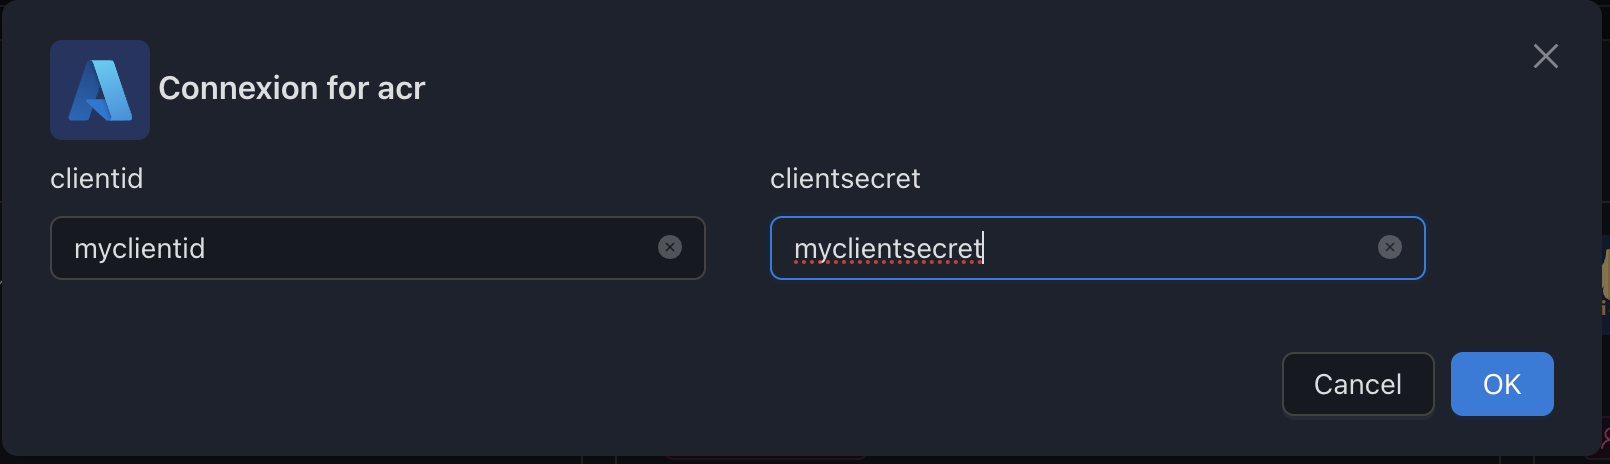 Connexion for acr
clientid
clientsecret
myclientid
myclientsecret
Cancel
OK